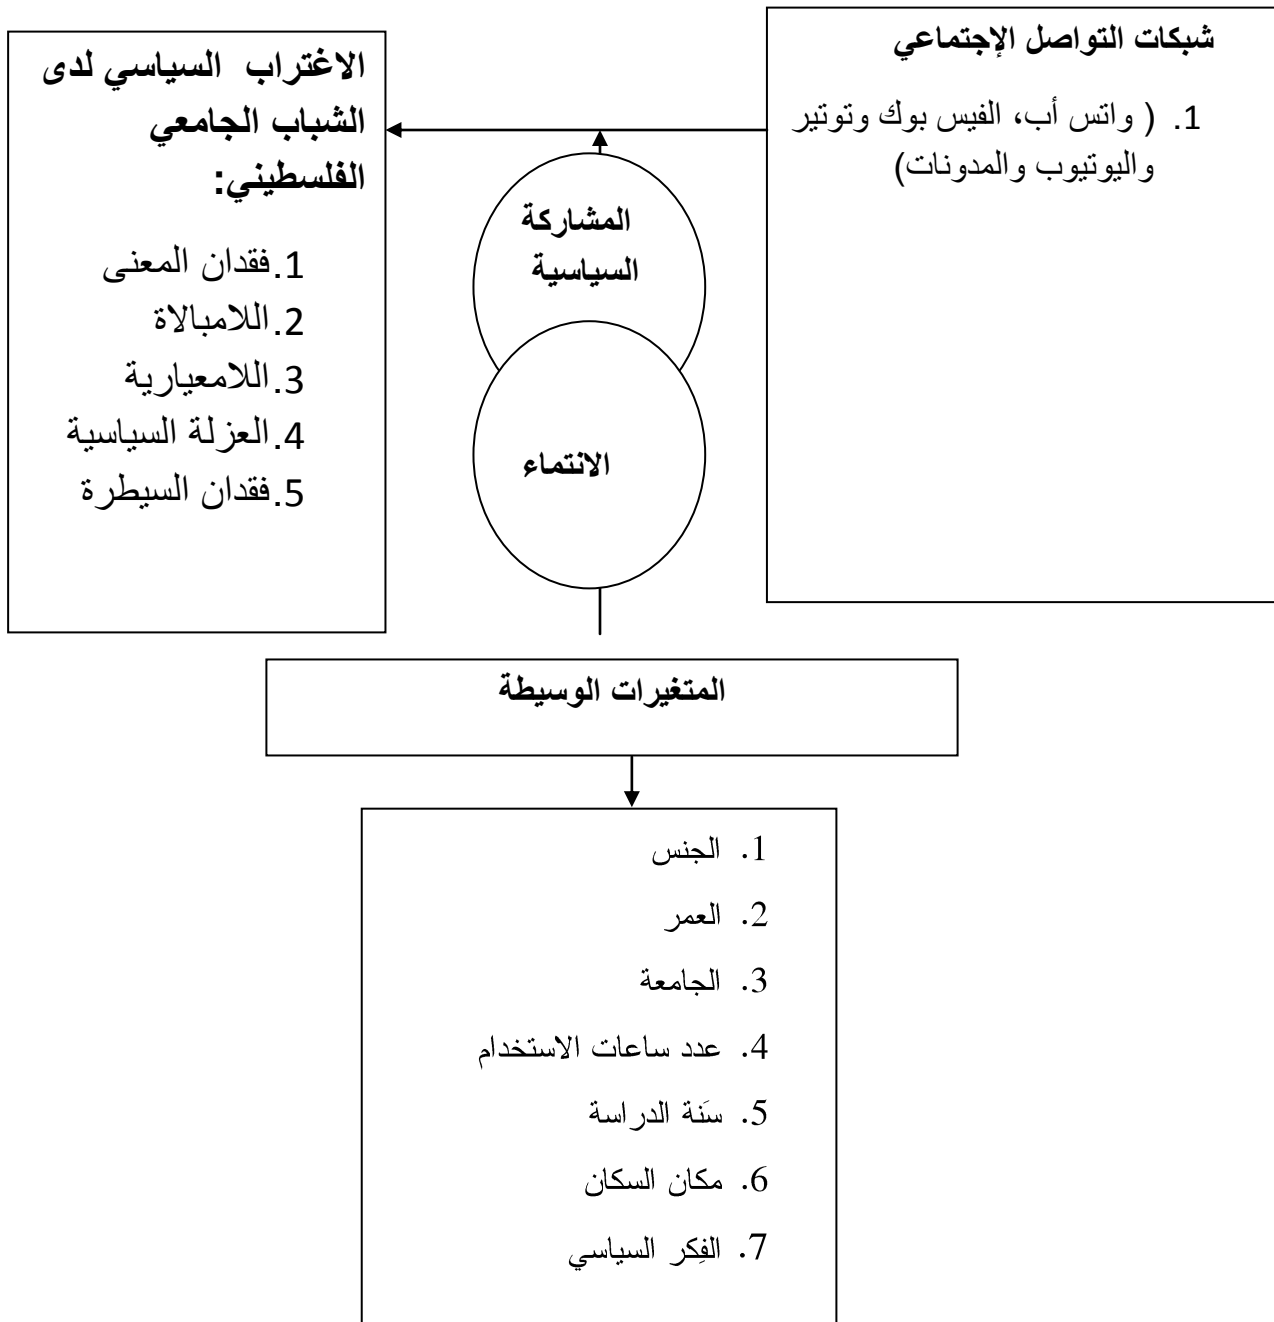 شبكات التواصل الإجتماعي
1. ( واتس أب، الفيس بوك وتوتير
واليوتيوب والمدونات)
الاغتراب السياسي لدى
الشباب الجامعي
الفلسطيني:
1.فقدان المعنى
2.اللامبالاة
3.اللامعيارية
4.العزلة السياسية
5.فقدان السيطرة
المشاركة
السياسية
الانتماء
المتغيرات الوسيطة
1. الجنس
2. العمر
3. الجامعة
4. عدد ساعات الاستخدام
5. سَنة الدراسة
6. مكان السكان
7. الفِكر السياسي